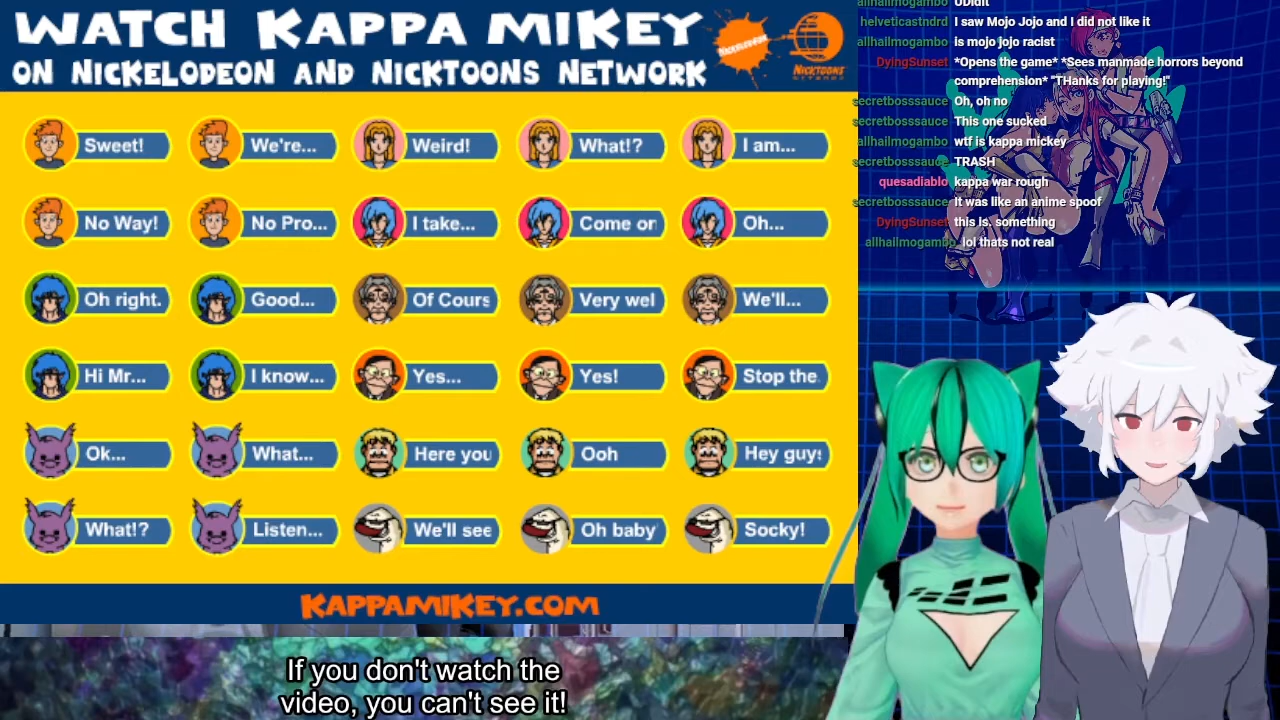 WATCH KAPPA MIKEY
ON NICKELODEON AND NICKTOONS NETWORK
NICKELODEON
NICKTOONS
NETWORK
Sweet!
We're...
Weird!
What!?
I am...
No Way!
No Pro...
I take...
Come on
Oh...
Oh right.
Good...
Of Cours
Very wel
We'll...
Hi Mr...
I know...
Yes...
Yes!
Stop the.
Ok...
What...
Here you
Ooh
Hey guys
What!?
Listen...
We'll see
Oh baby
Socky!
KAPPAMIKEY.COM
If you don't watch the
video, you can't see it!
allhailmogambo UDidIt
helveticastndrd I saw Mojo Jojo and I did not like it
allhailmogambo is mojo jojo racist
DyingSunset *Opens the game* *Sees manmade horrors beyond
comprehension* "THanks for playing!"
secretbosssauce Oh, oh no
secretbosssauce This one sucked
allhailmogambo wtf is kappa mickey
secretbosssauce TRASH
quesadiablo kappa war rough
secretbosssauce It was like an anime spoof
DyingSunset this is. something
allhailmogambo lol thats not real